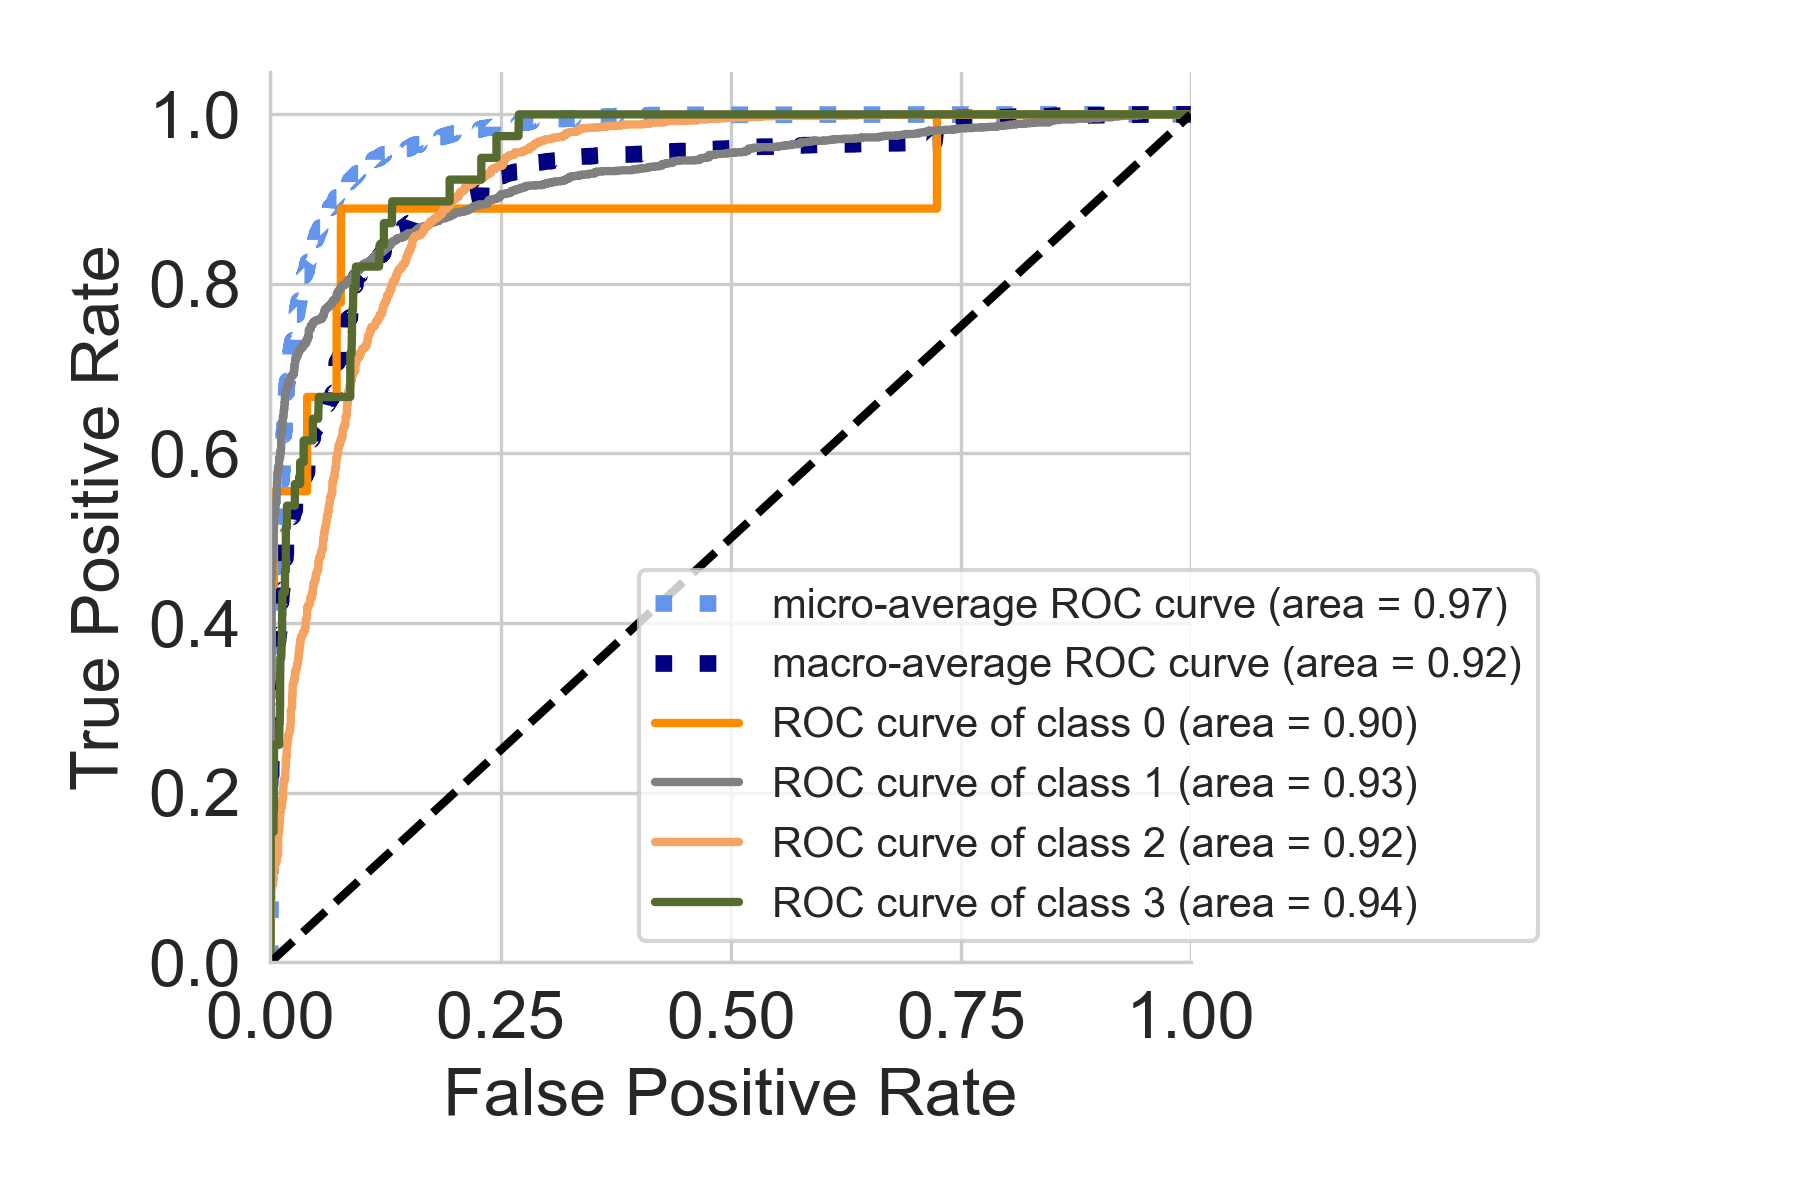 True Positive Rate
1.0
0.8
0.6
0.4
0.2
0.0
0.00 0.25 0.50 0.75 1.00
False Positive Rate
micro-average ROC curve (area = 0.97)
macro-average ROC curve (area = 0.92)
ROC curve of class 0 (area = 0.90)
ROC curve of class 1 (area = 0.93)
ROC curve of class 2 (area = 0.92)
ROC curve of class 3 (area = 0.94)